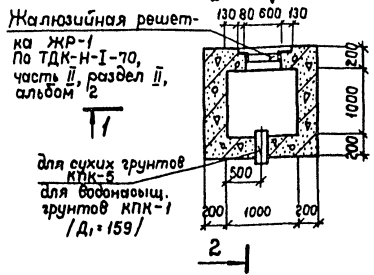 Жалюзийная решет-
ка ЖР-1
По ТДК-Н-I-70,
часть II, раздел II,
альбом 2
130 80 600 130
200
1000
200
1
для сухих грунтов
КПК-5
для водонасыщ.
грунтов КПК-1
/Д₁=159/
500
200 1000 200
2